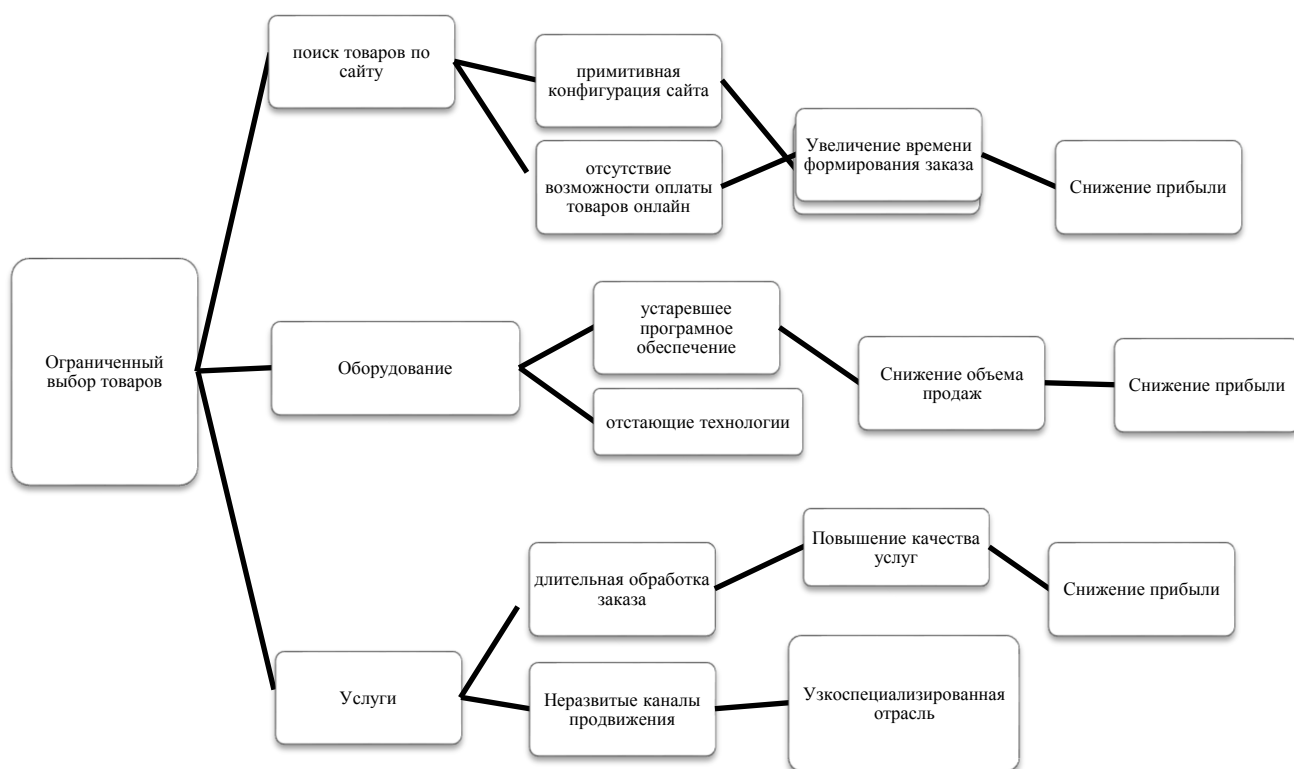 поиск товаров по
сайту
примитивная
конфигурация сайта
отсутствие
возможности оплаты
товаров онлайн
Увеличение времени
формирования заказа
Снижение прибыли
Ограниченный
выбор товаров
Оборудование
устаревшее
програмное
обеспечение
отстающие технологии
Снижение объема
продаж
Снижение прибыли
Услуги
длительная обработка
заказа
Повышение качества
услуг
Снижение прибыли
Неразвитые каналы
продвижения
Узкоспециализированная
отрасль